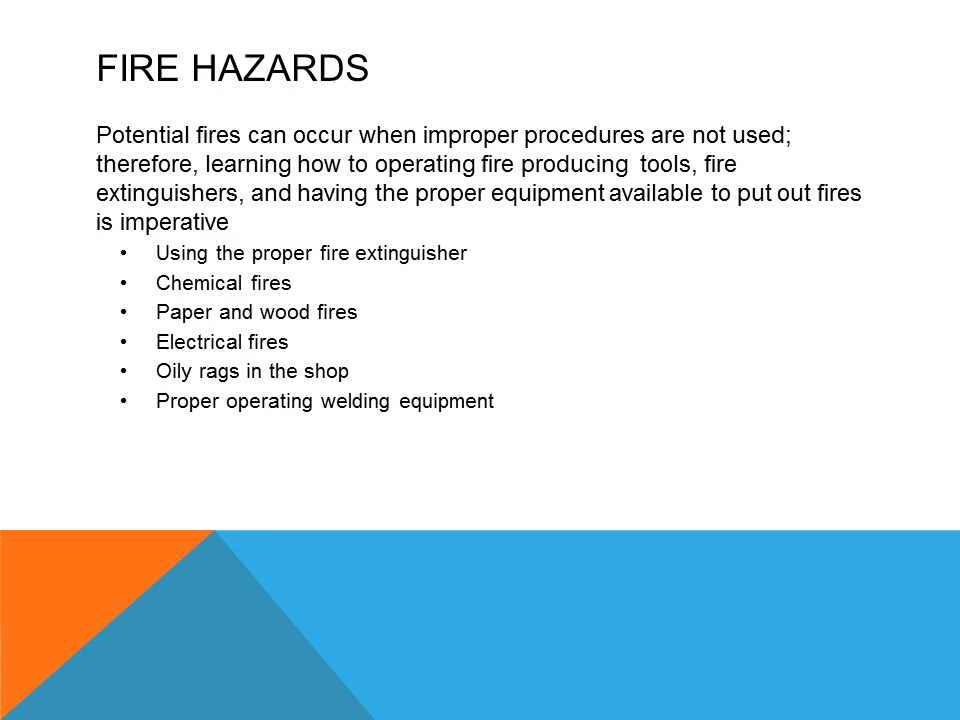 FIRE HAZARDS
Potential fires can occur when improper procedures are not used;
therefore, learning how to operating fire producing tools, fire
extinguishers, and having the proper equipment available to put out fires
is imperative
• Using the proper fire extinguisher
• Chemical fires
• Paper and wood fires
• Electrical fires
• Oily rags in the shop
• Proper operating welding equipment